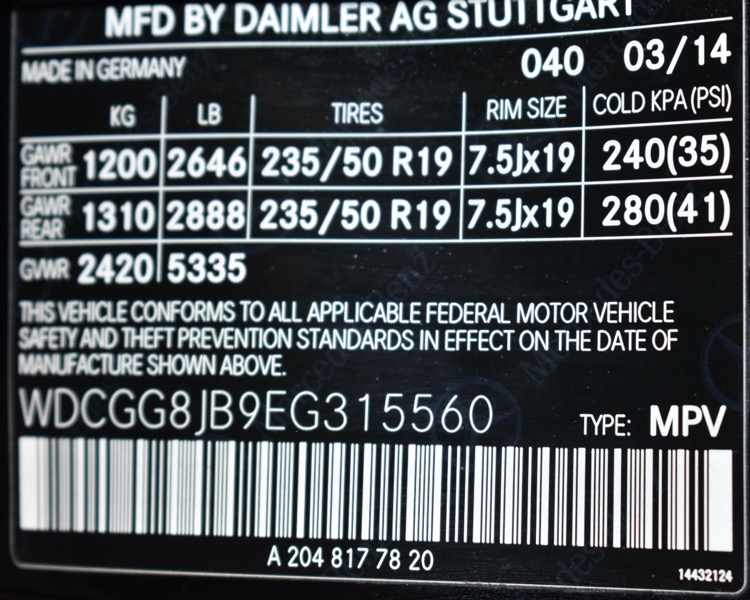 MFD BY DAIMLER AG STUTTGART
MADE IN GERMANY 040 03/14
KG LB TIRES RIM SIZE COLD KPA (PSI)
GAWR FRONT 1200 2646 235/50 R19 7.5Jx19 240(35)
GAWR REAR 1310 2888 235/50 R19 7.5Jx19 280(41)
GVWR 2420 5335
THIS VEHICLE CONFORMS TO ALL APPLICABLE FEDERAL MOTOR VEHICLE
SAFETY AND THEFT PREVENTION STANDARDS IN EFFECT ON THE DATE OF
MANUFACTURE SHOWN ABOVE.
WDCGG8JB9EG315560 TYPE: MPV
A 204 817 78 20
14432124